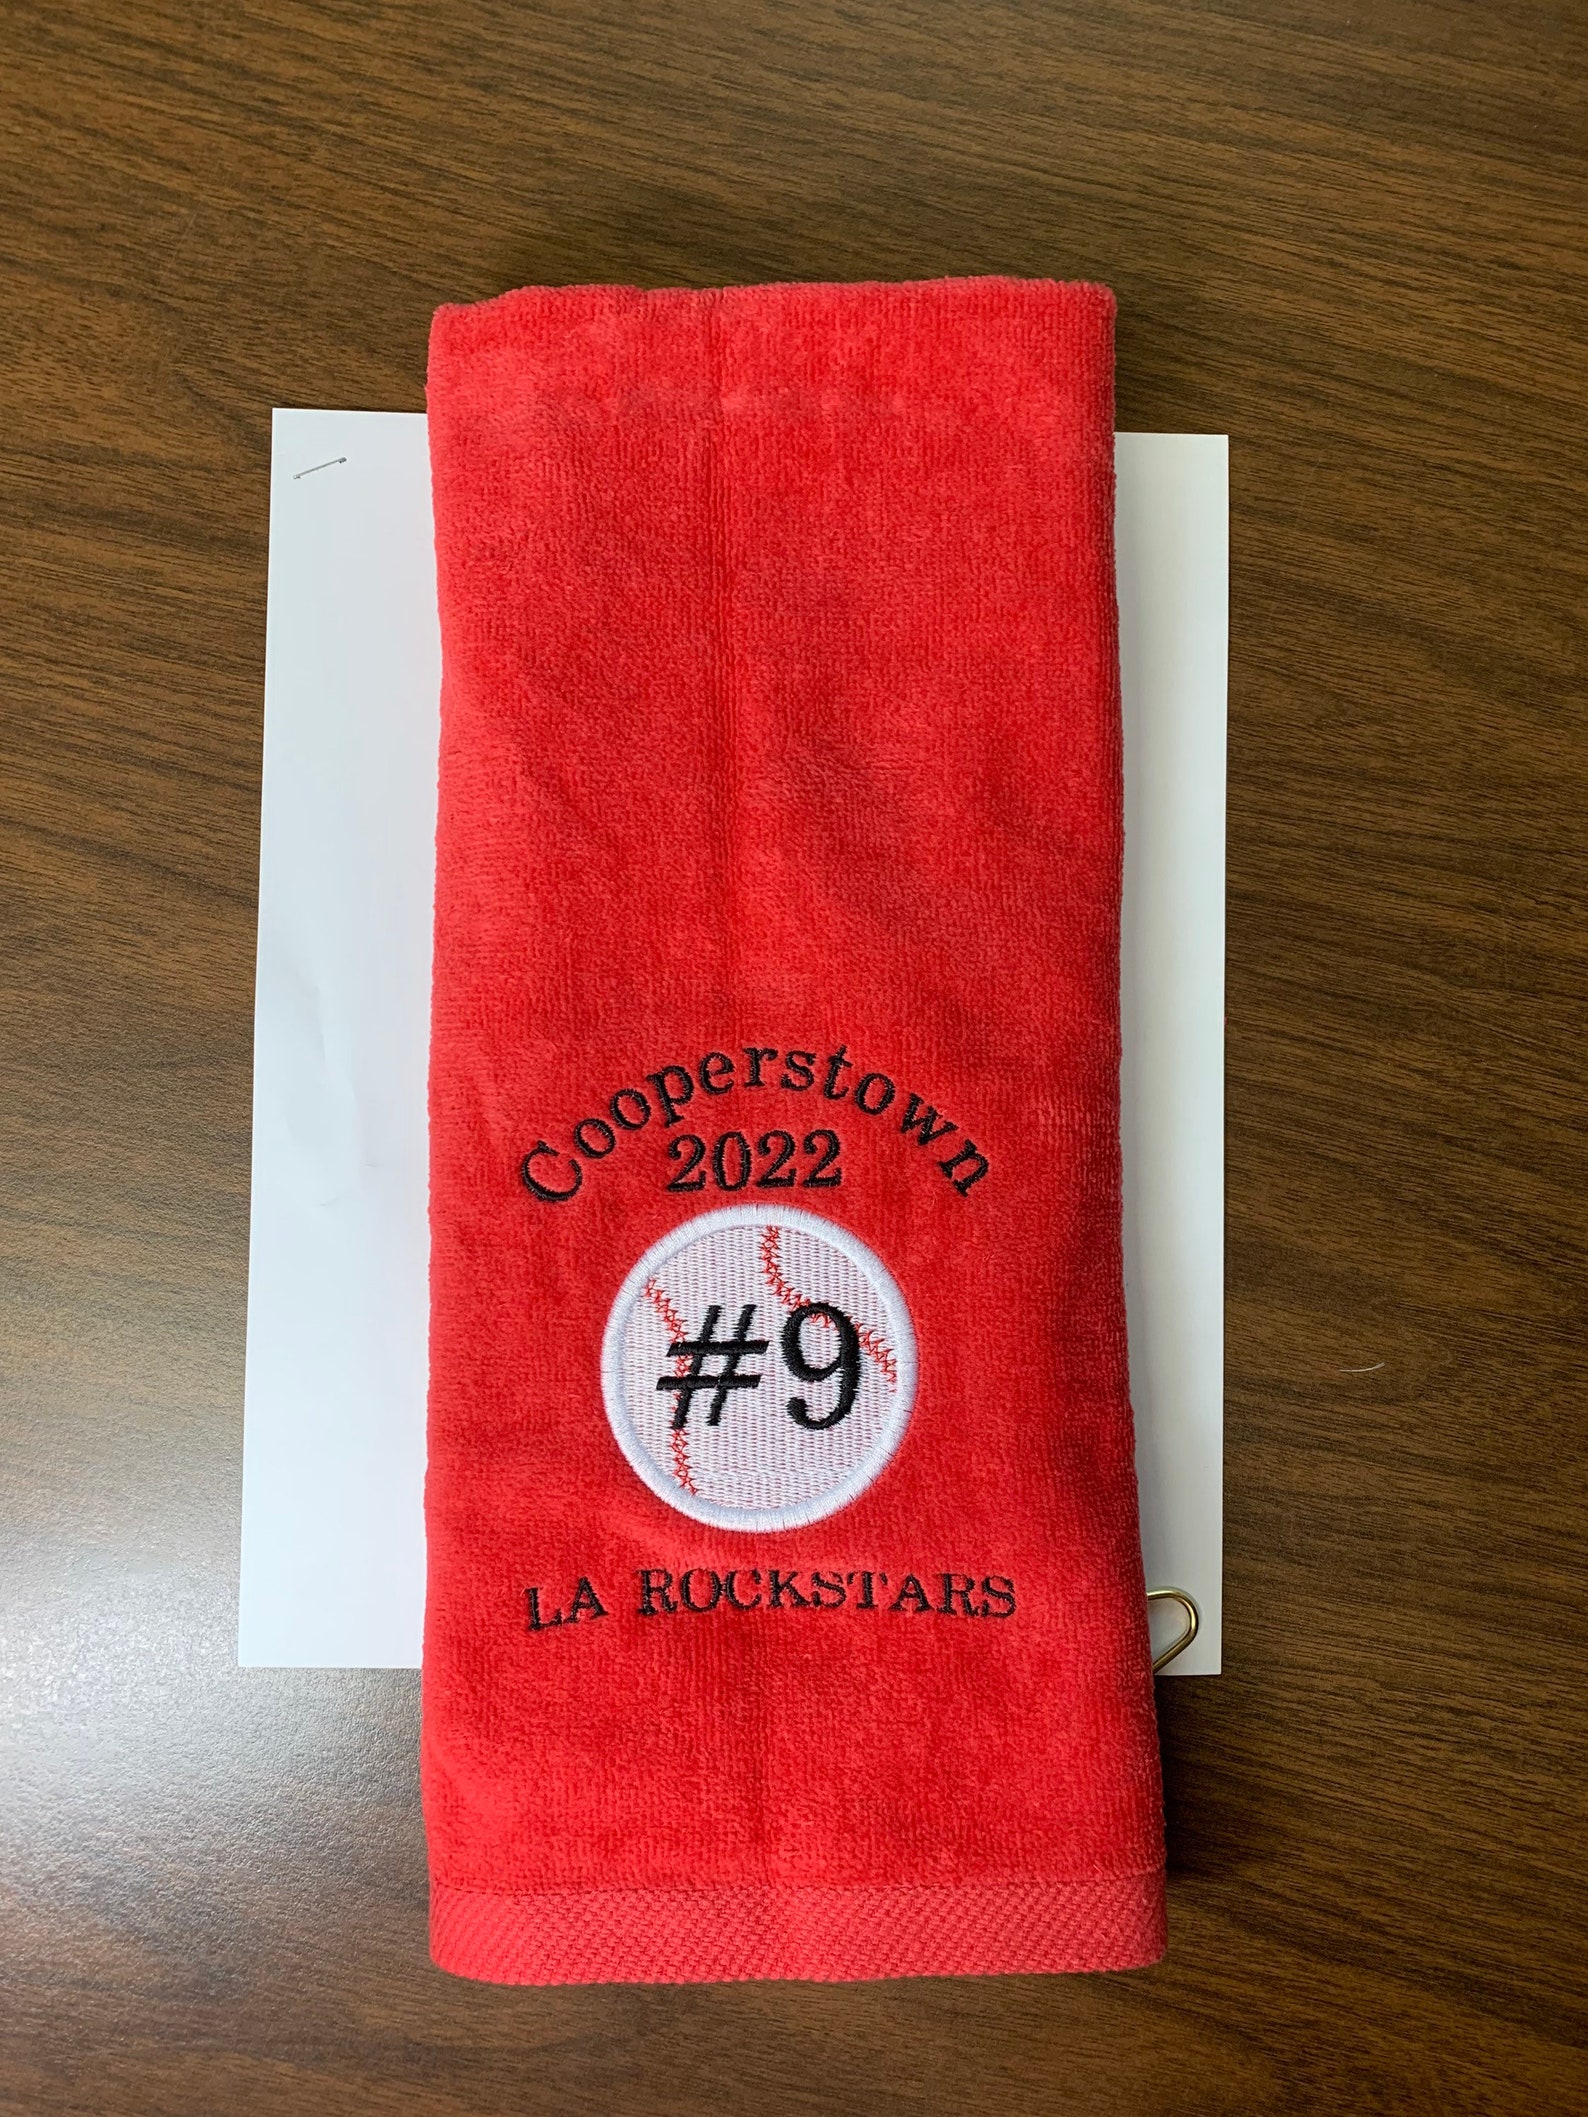 Cooperstown
2022
#9
LA ROCKSTARS